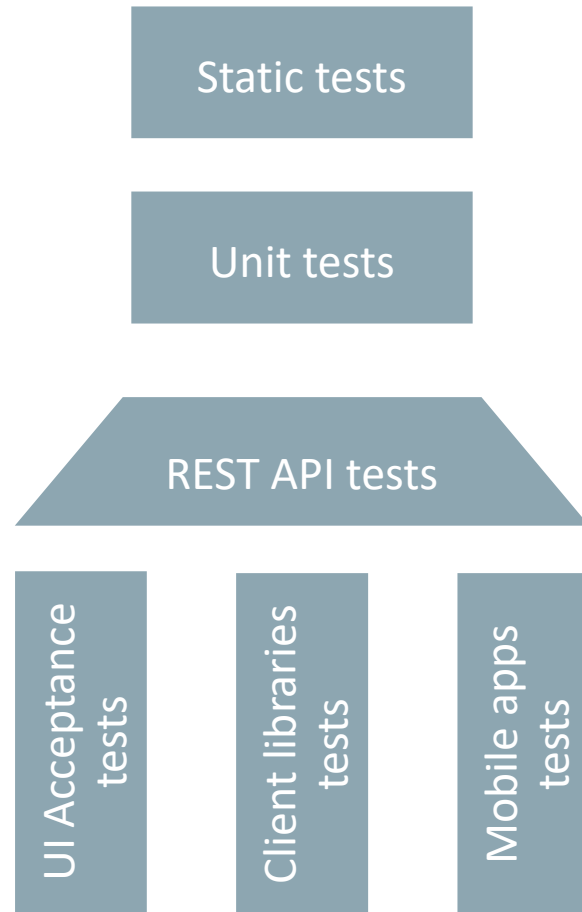 Static tests
Unit tests
REST API tests
UI Acceptance
tests
Client libraries
tests
Mobile apps
tests